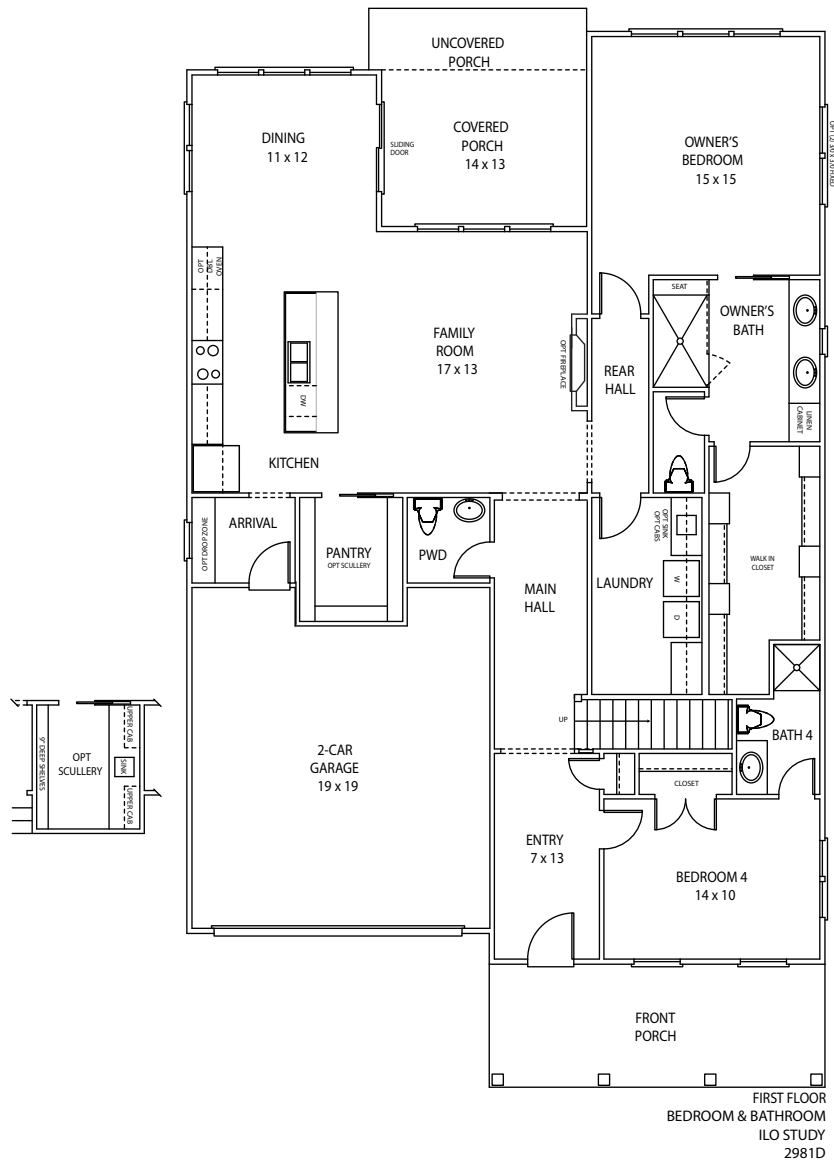 UNCOVERED
PORCH
DINING
11 x 12
SLIDING
DOOR
COVERED
PORCH
14 x 13
OWNER'S
BEDROOM
15 x 15
OPT
OVEN
SEAT
OWNER'S
BATH
FAMILY
ROOM
17 x 13
OPT FIREPLACE
REAR
HALL
DW
LINEN
CABINET
KITCHEN
OPT DROP ZONE
ARRIVAL
PANTRY
OPT SCULLERY
PWD
OPT SINK
OPT CABS
MAIN
HALL
LAUNDRY
W
D
WALK IN
CLOSET
UP
BATH 4
9" DEEP SHELVES
OPT
SCULLERY
UPPER CAB
SINK
UPPER CAB
2-CAR
GARAGE
19 x 19
CLOSET
ENTRY
7 x 13
BEDROOM 4
14 x 10
FRONT
PORCH
FIRST FLOOR
BEDROOM & BATHROOM
ILO STUDY
2981D